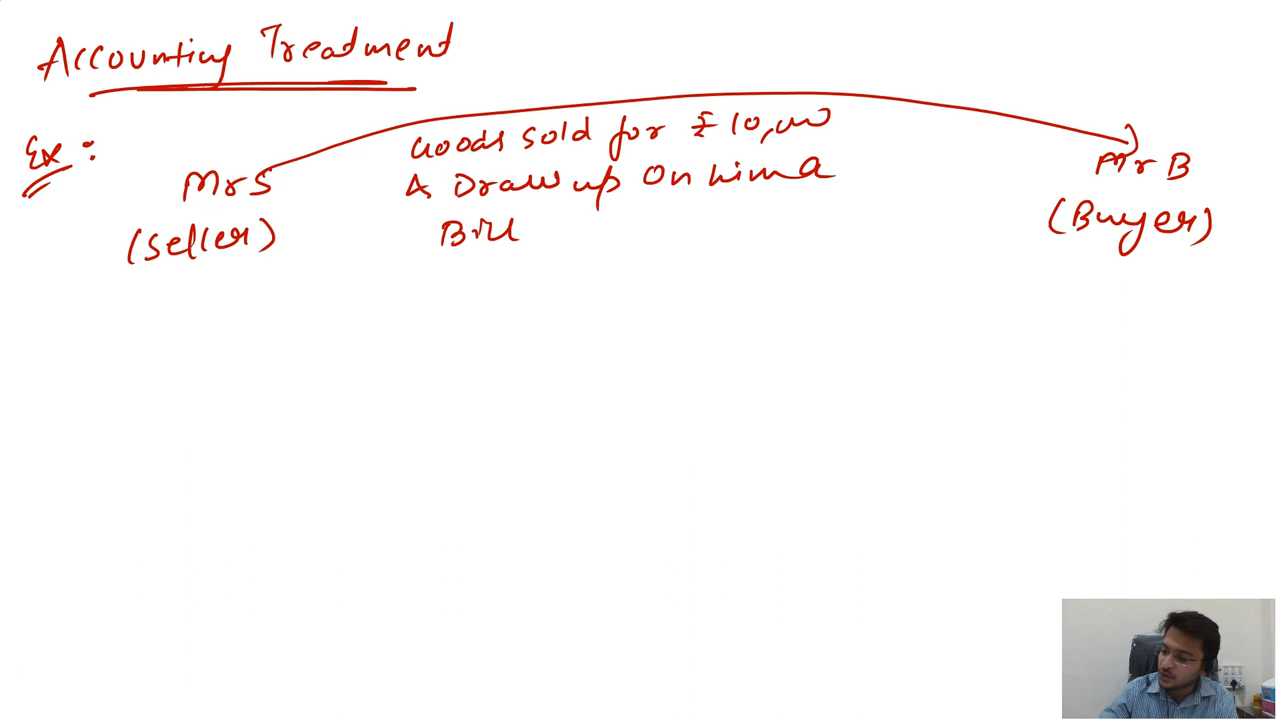 Accounting Treatment
Ex :
Goods sold for ₹ 10,000
Mr S
& Draw up On him a
Mr B
(Seller)
Bill
(Buyer)